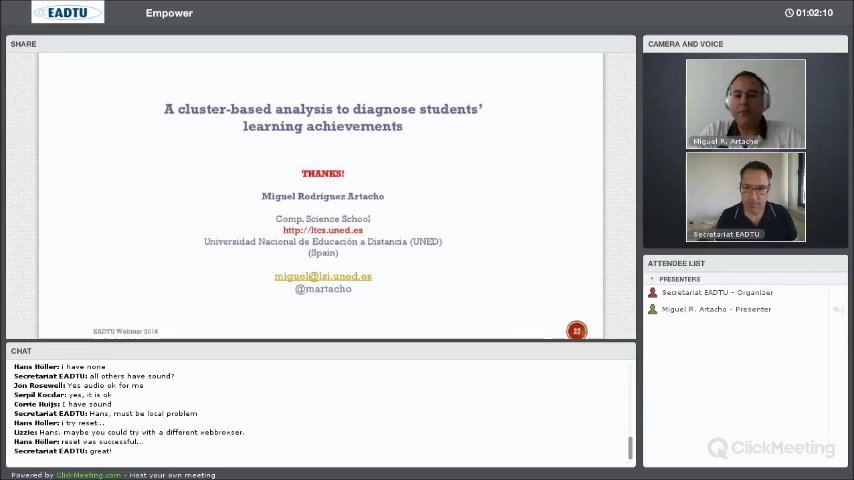 EADTU
Empower
01:02:10
SHARE
A cluster-based analysis to diagnose students'
learning achievements
THANKS!
Miguel Rodríguez Artacho
Comp. Science School
http://ltcs.uned.es
Universidad Nacional de Educación a Distancia (UNED)
(Spain)
miguel@lsi.uned.es
@martacho
EADTU Webinar 2016
22
CHAT
Hans Höller: i have none
Secretariat EADTU: all others have sound?
Jon Rosewell: Yes audio ok for me
Serpil Kocdar: yes, it is ok
Corrie Huijs: I have sound
Secretariat EADTU: Hans, must be local problem
Hans Höller: i try reset...
Lizzie: Hans, maybe you could try with a different webbrowser.
Hans Höller: reset was successful...
Secretariat EADTU: great!
CAMERA AND VOICE
Miguel R. Artacho
Secretariat EADTU
ATTENDEE LIST
PRESENTERS
Secretariat EADTU - Organizer
Miguel R. Artacho - Presenter
ClickMeeting
Powered by ClickMeeting.com - Host your own meeting